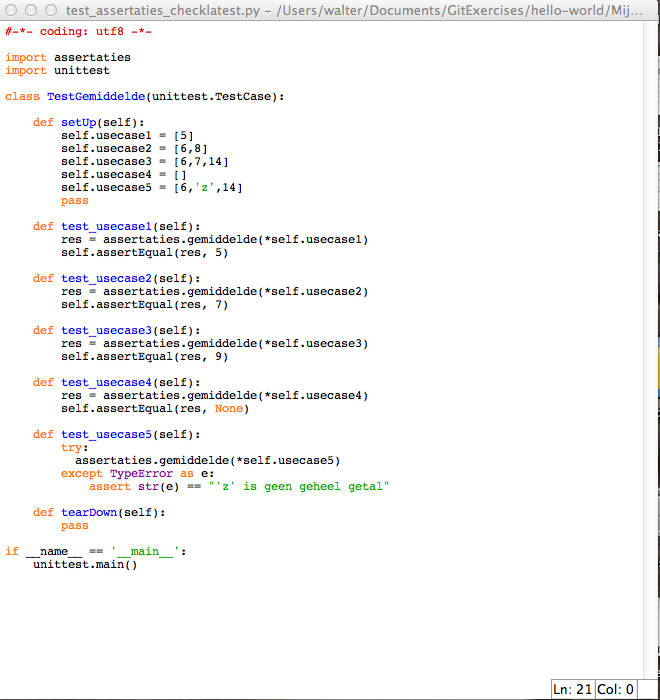 test_assertaties_checklatest.py - /Users/walter/Documents/GitExercises/hello-world/Mij...
#-*- coding: utf8 -*-
import assertaties
import unittest
class TestGemiddelde(unittest.TestCase):
    def setUp(self):
        self.usecase1 = [5]
        self.usecase2 = [6,8]
        self.usecase3 = [6,7,14]
        self.usecase4 = []
        self.usecase5 = [6,'z',14]
        pass
    def test_usecase1(self):
        res = assertaties.gemiddelde(*self.usecase1)
        self.assertEqual(res, 5)
    def test_usecase2(self):
        res = assertaties.gemiddelde(*self.usecase2)
        self.assertEqual(res, 7)
    def test_usecase3(self):
        res = assertaties.gemiddelde(*self.usecase3)
        self.assertEqual(res, 9)
    def test_usecase4(self):
        res = assertaties.gemiddelde(*self.usecase4)
        self.assertEqual(res, None)
    def test_usecase5(self):
        try:
          assertaties.gemiddelde(*self.usecase5)
        except TypeError as e:
            assert str(e) == "'z' is geen geheel getal"
    def tearDown(self):
        pass
if __name__ == '__main__':
    unittest.main()
Ln: 21 Col: 0